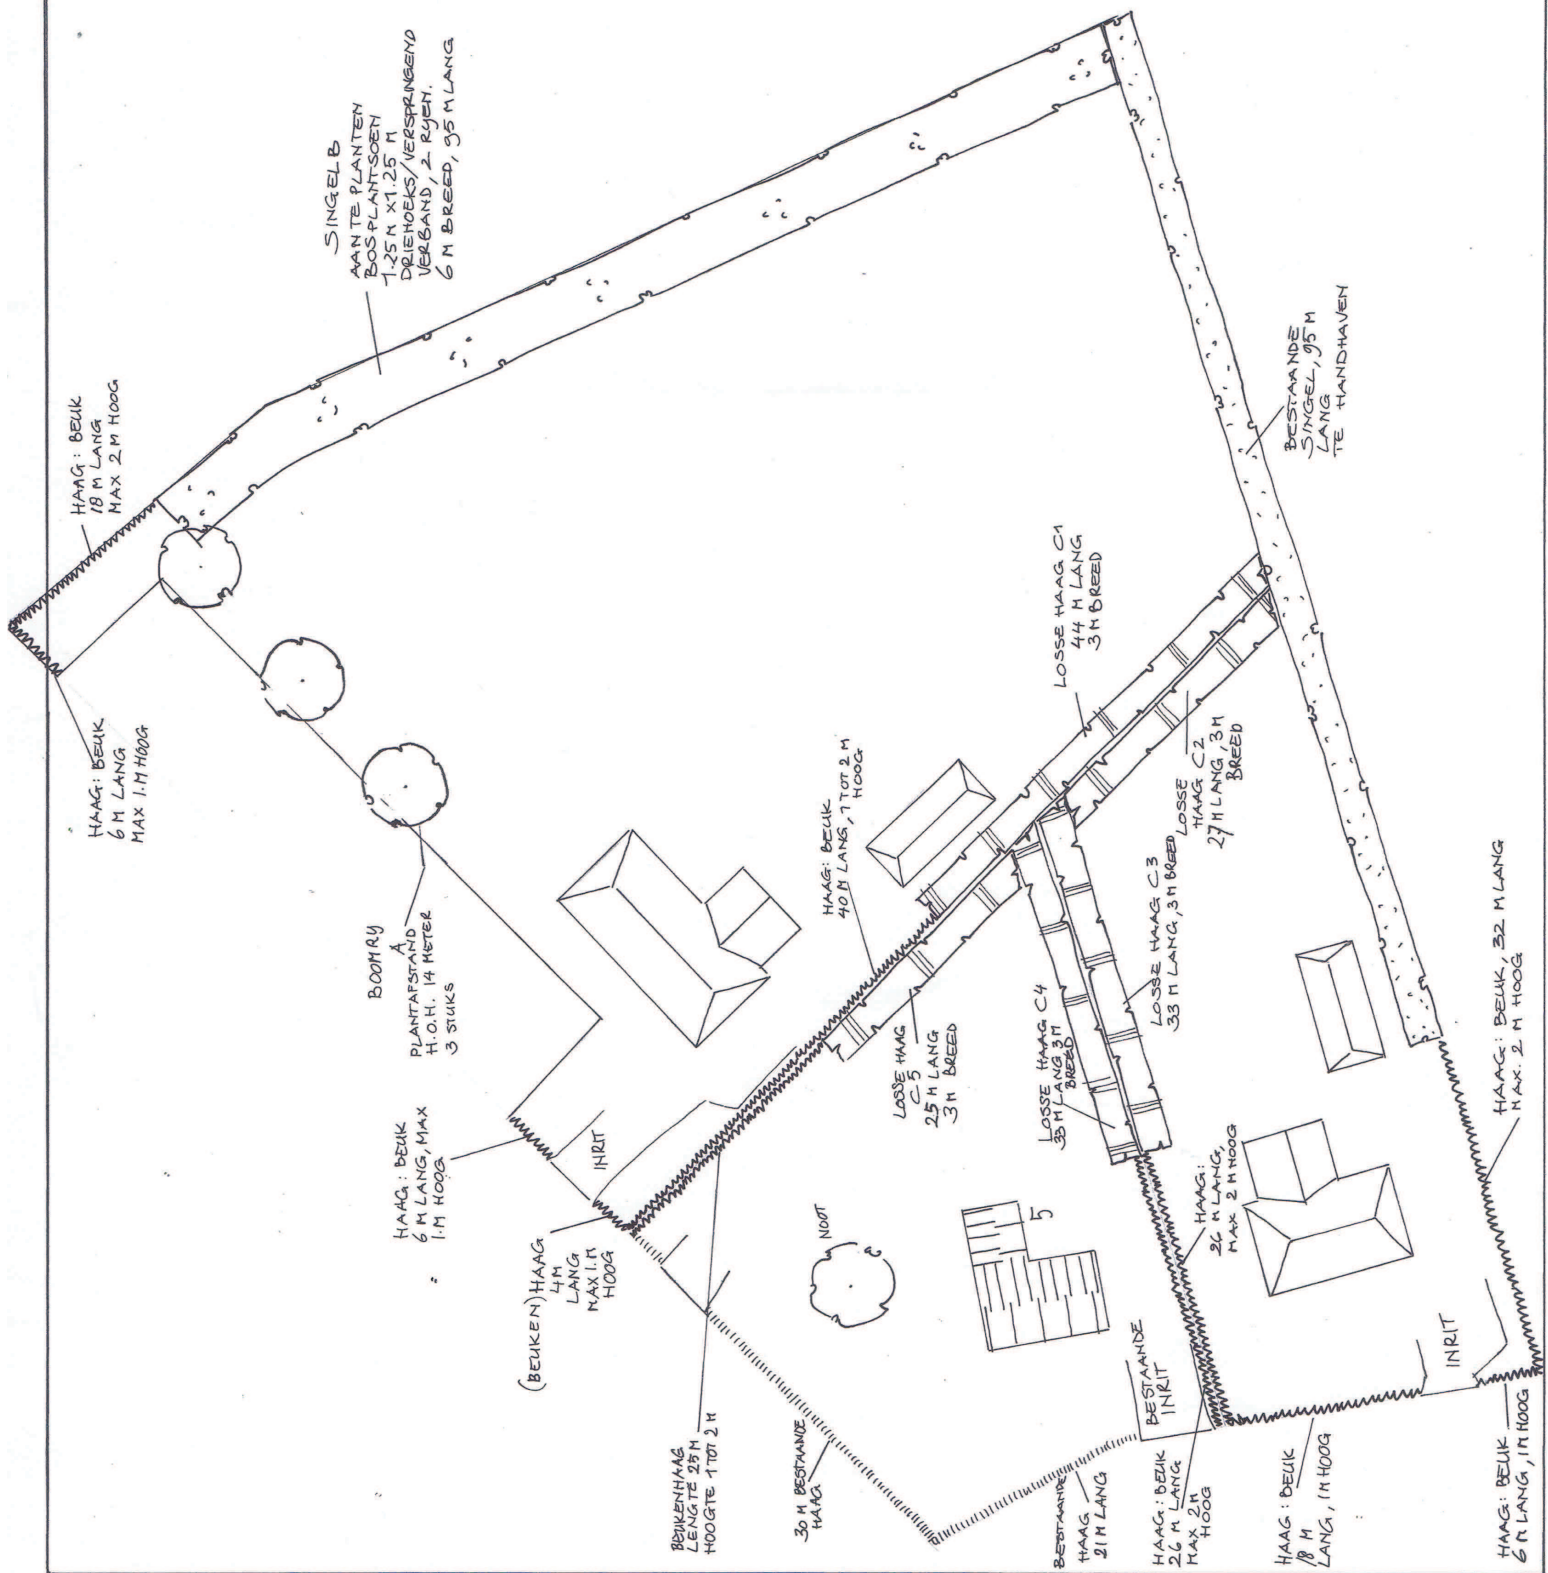 HAAG: BEUK
18 M LANG
MAX 2 M HOOG
SINGEL B
AAN TE PLANTEN
BOSPLANTSOEN
1.25 M X 1.25 M
DRIEHOEKS/VERSPRINGEND
VERBAND, 2 RYEN.
6 M BREED, 95 M LANG
HAAG: BEUK
6 M LANG
MAX 1.M HOOG
BOOMRY
A
PLANTAFSTAND
H.O.H. 14 METER
3 STUKS
BESTAANDE
SINGEL, 95 M
LANG
TE HANDHAVEN
LOSSE HAAG C1
44 M LANG
3 M BREED
HAAG: BEUK
40 M LANG, 1 TOT 2 M
HOOG
LOSSE
HAAG C2
27 M LANG, 3 M
BREED
LOSSE HAAG C3
33 M LANG, 3 M BREED
LOSSE HAAG C4
33 M LANG 3 M
BREED
LOSSE HAAG
C5
25 M LANG
3 M BREED
HAAG: BEUK, 32 M LANG
MAX. 2 M HOOG
HAAG: BEUK
6 M LANG, MAX
1.M HOOG
INRIT
(BEUKEN)HAAG
4 M
LANG
MAX 1.M
HOOG
NOOT
5
HAAG:
26 M LANG,
MAX 2 M HOOG
BEUKENHAAG
LENGTE 25 M
HOOGTE 1 TOT 2 M
30 M BESTAANDE
HAAG
BESTAANDE
INRIT
INRIT
BESTAANDE
HAAG
21 M LANG
HAAG: BEUK
26 M LANG
MAX 2 M
HOOG
HAAG: BEUK
18 M
LANG, 1 M HOOG
HAAG: BEUK
6 M LANG, 1 M HOOG